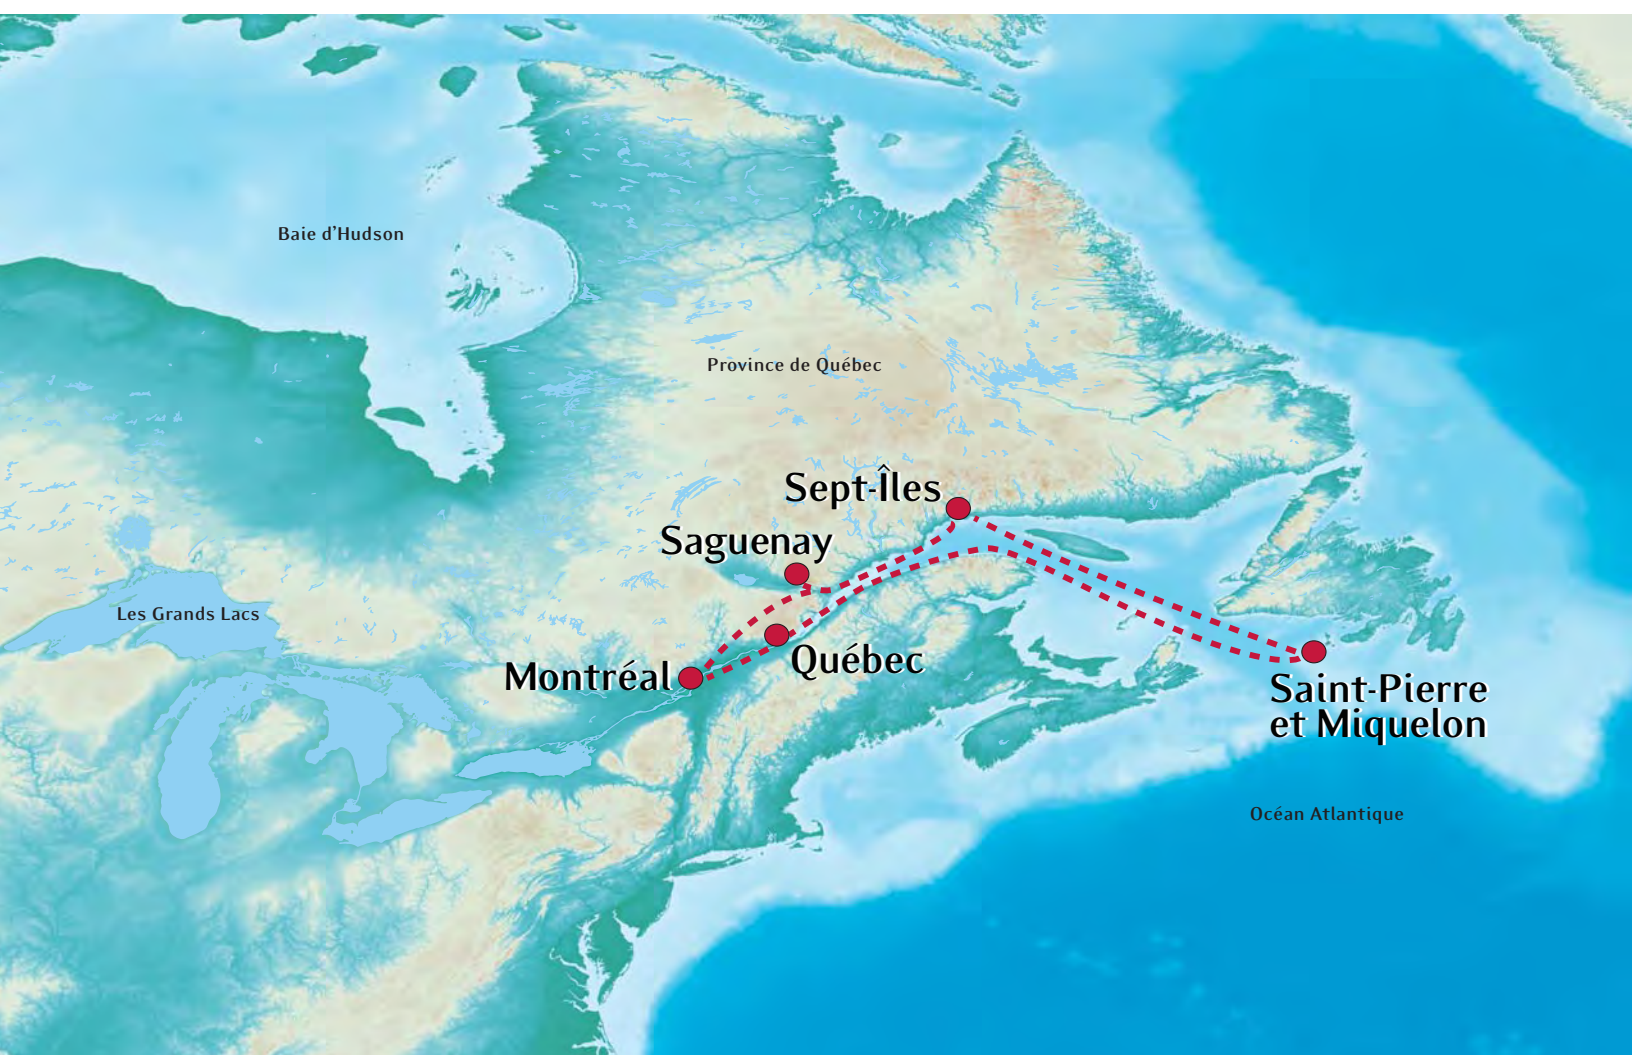 Baie d'Hudson
Province de Québec
Sept-Îles
Saguenay
Les Grands Lacs
Montréal
Québec
Saint-Pierre
et Miquelon
Océan Atlantique